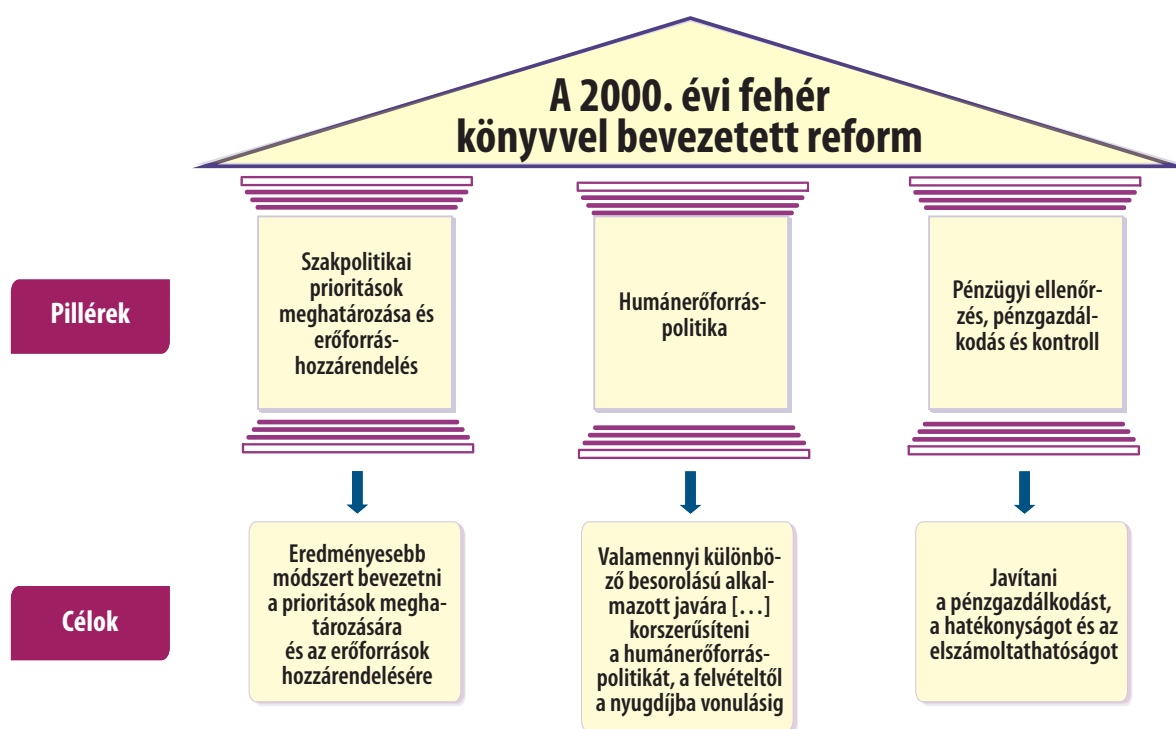 A 2000. évi fehér
könyvvel bevezetett reform
Pillérek
Szakpolitikai
prioritások
meghatározása és
erőforrás-
hozzárendelés
Humánerőforrás-
politika
Pénzügyi ellenőr-
zés, pénzgazdál-
kodás és kontroll
Célok
Eredményesebb
módszert bevezetni
a prioritások megha-
tározására
és az erőforrások
hozzárendelésére
Valamennyi különbö-
ző besorolású alkal-
mazott javára […]
korszerűsíteni
a humánerőforrás-
politikát, a felvételtől
a nyugdíjba vonulásig
Javítani
a pénzgazdálkodást,
a hatékonyságot és az
elszámoltathatóságot